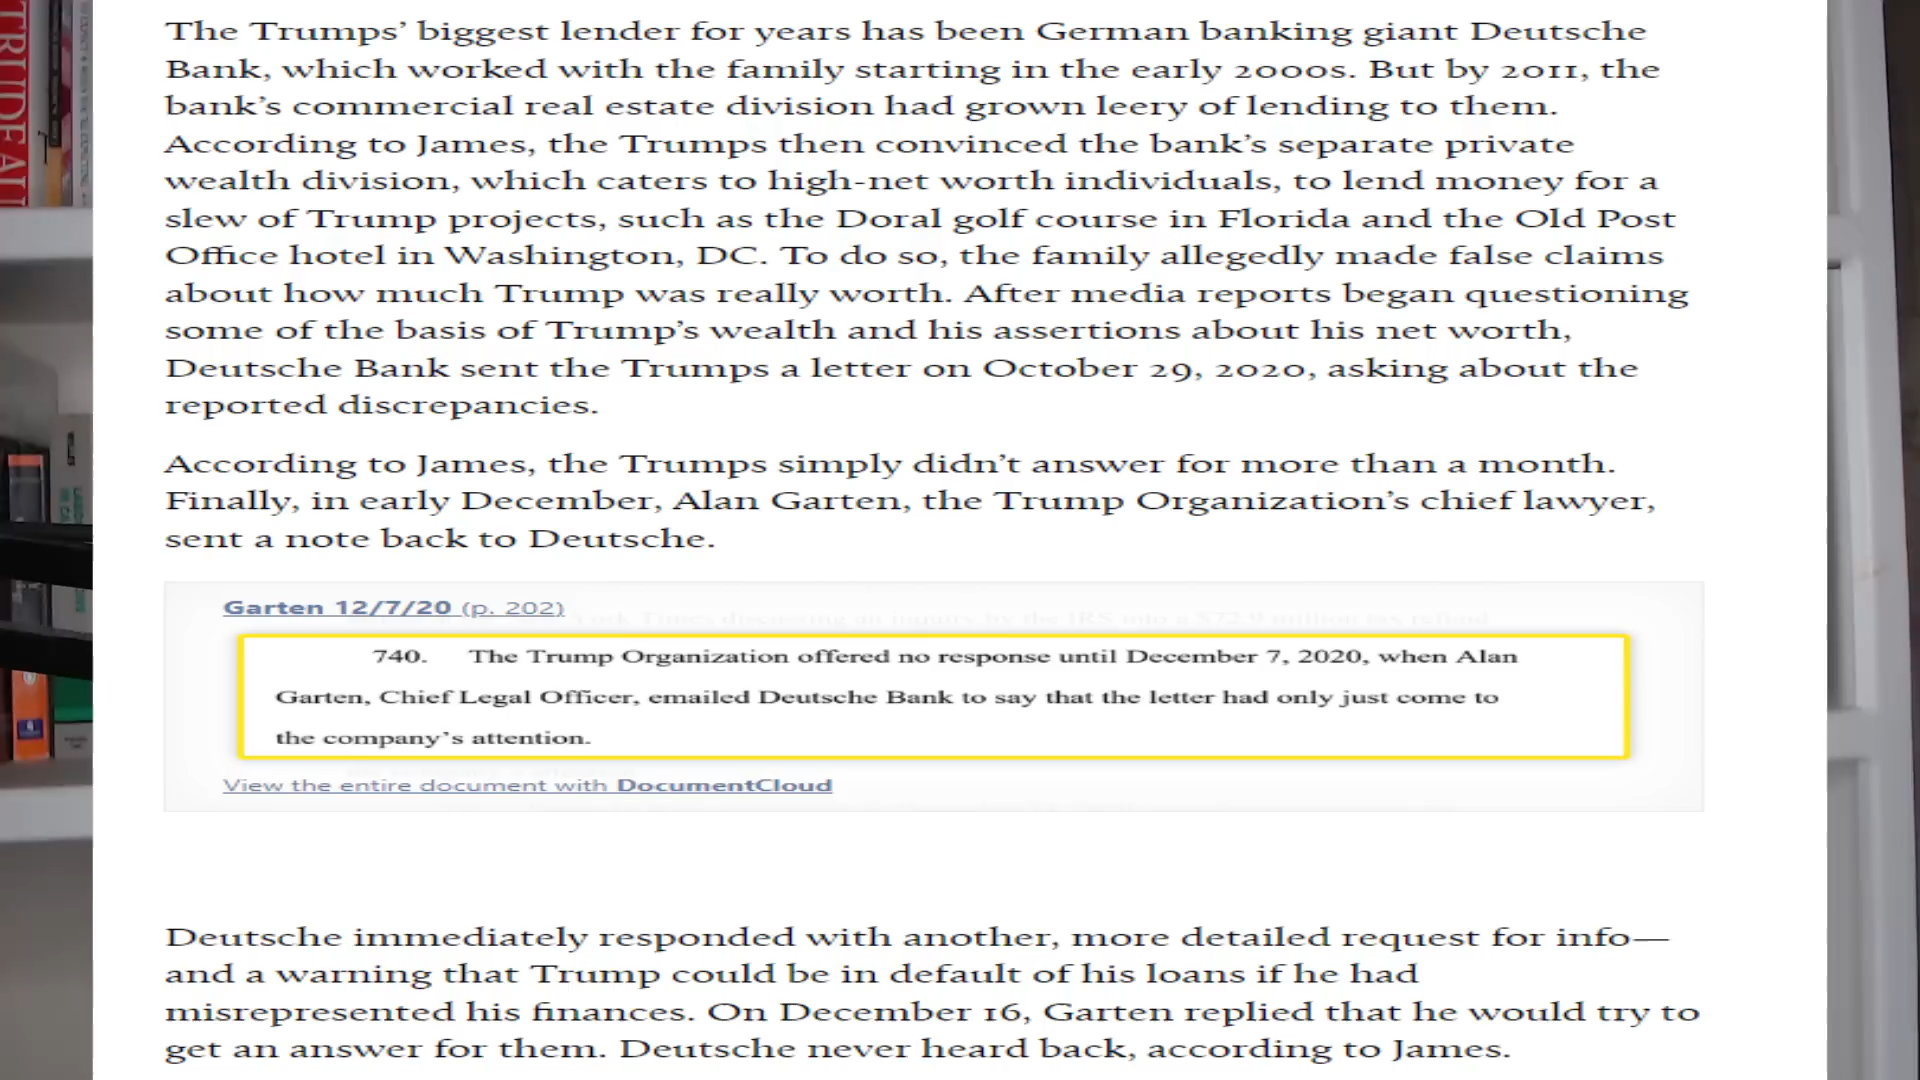 The Trumps’ biggest lender for years has been German banking giant Deutsche
Bank, which worked with the family starting in the early 2000s. But by 2011, the
bank’s commercial real estate division had grown leery of lending to them.
According to James, the Trumps then convinced the bank’s separate private
wealth division, which caters to high-net worth individuals, to lend money for a
slew of Trump projects, such as the Doral golf course in Florida and the Old Post
Office hotel in Washington, DC. To do so, the family allegedly made false claims
about how much Trump was really worth. After media reports began questioning
some of the basis of Trump’s wealth and his assertions about his net worth,
Deutsche Bank sent the Trumps a letter on October 29, 2020, asking about the
reported discrepancies.
According to James, the Trumps simply didn’t answer for more than a month.
Finally, in early December, Alan Garten, the Trump Organization’s chief lawyer,
sent a note back to Deutsche.
Garten 12/7/20 (p. 202)
740. The Trump Organization offered no response until December 7, 2020, when Alan
Garten, Chief Legal Officer, emailed Deutsche Bank to say that the letter had only just come to
the company’s attention.
View the entire document with DocumentCloud
Deutsche immediately responded with another, more detailed request for info—
and a warning that Trump could be in default of his loans if he had
misrepresented his finances. On December 16, Garten replied that he would try to
get an answer for them. Deutsche never heard back, according to James.